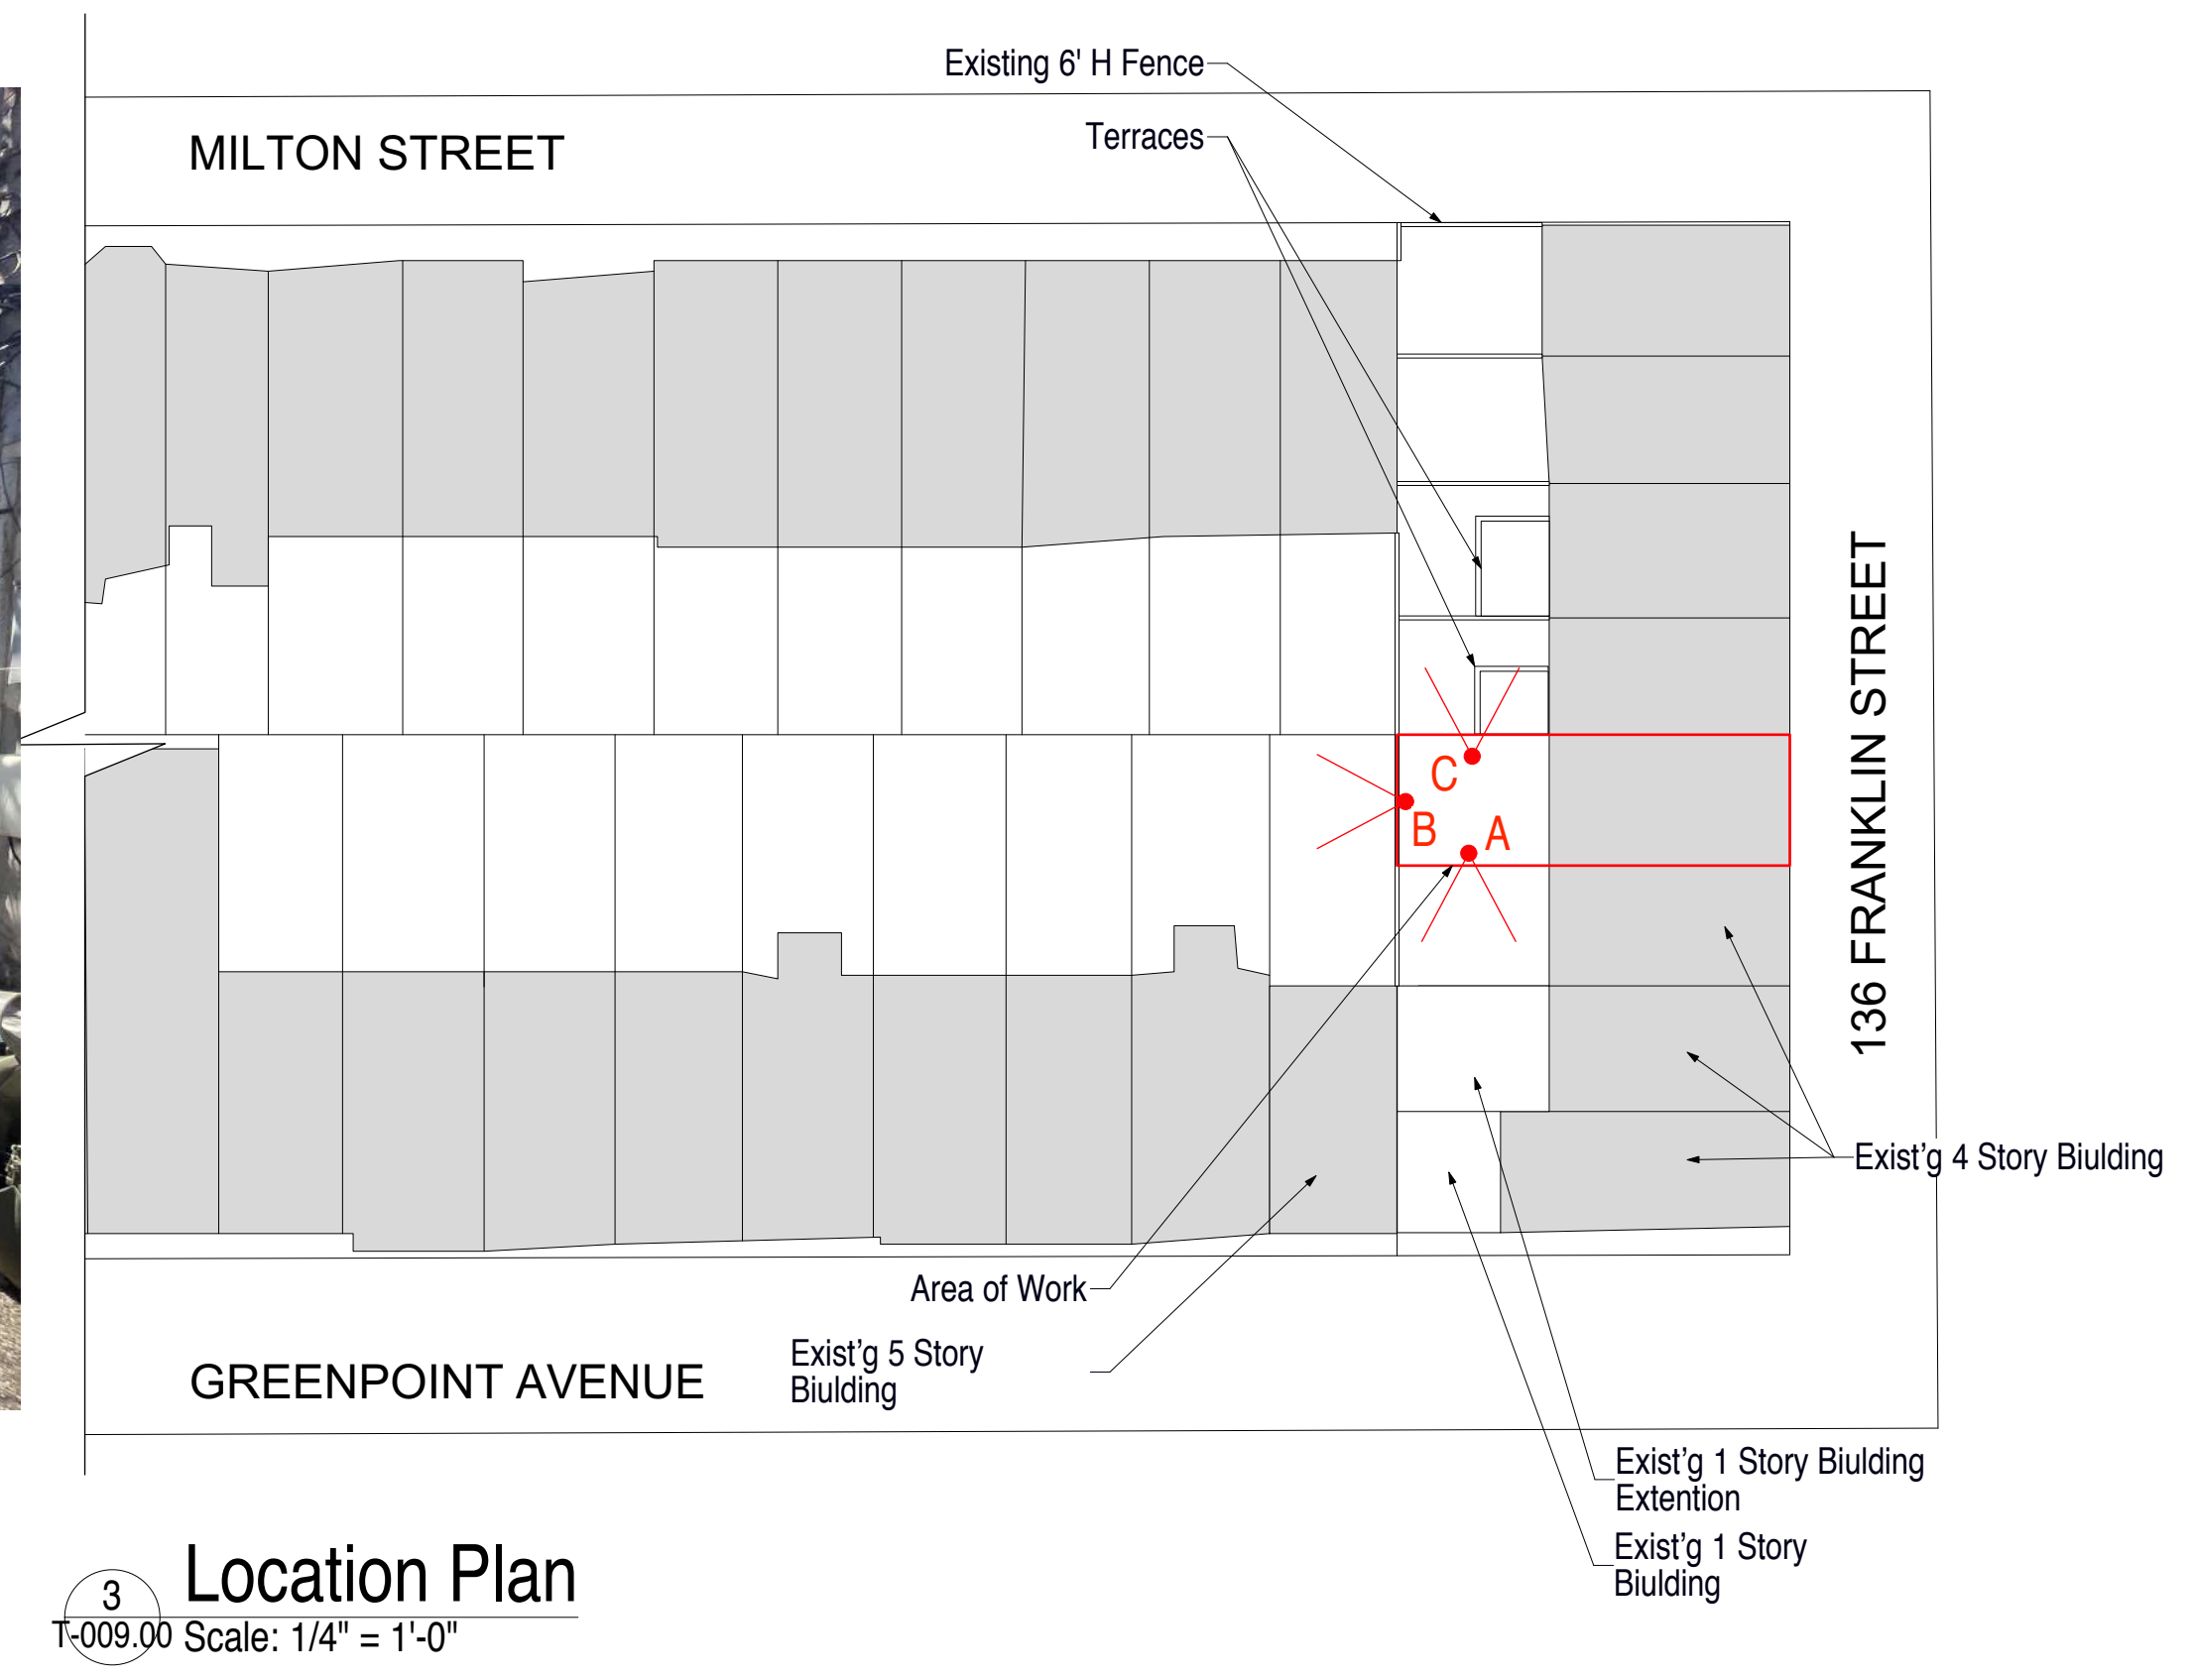 Existing 6' H Fence
Terraces
MILTON STREET
136 FRANKLIN STREET
C
B
A
Exist'g 4 Story Biulding
Area of Work
Exist'g 5 Story
Biulding
GREENPOINT AVENUE
Exist'g 1 Story Biulding
Extention
Exist'g 1 Story
Biulding
3
Location Plan
T-009.00
Scale: 1/4" = 1'-0"